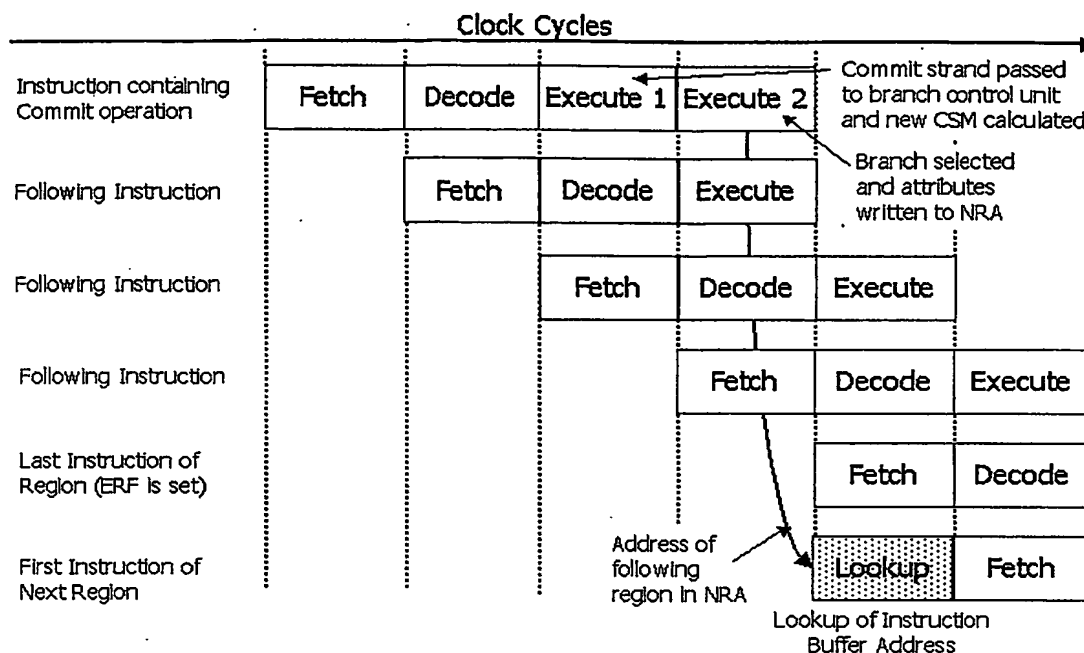 Clock Cycles
Instruction containing
Commit operation
Fetch
Decode
Execute 1
Execute 2
Commit strand passed
to branch control unit
and new CSM calculated
Following Instruction
Fetch
Decode
Execute
Branch selected
and attributes
written to NRA
Following Instruction
Fetch
Decode
Execute
Following Instruction
Fetch
Decode
Execute
Last Instruction of
Region (ERF is set)
Fetch
Decode
First Instruction of
Next Region
Address of
following
region in NRA
Lookup
Fetch
Lookup of Instruction
Buffer Address